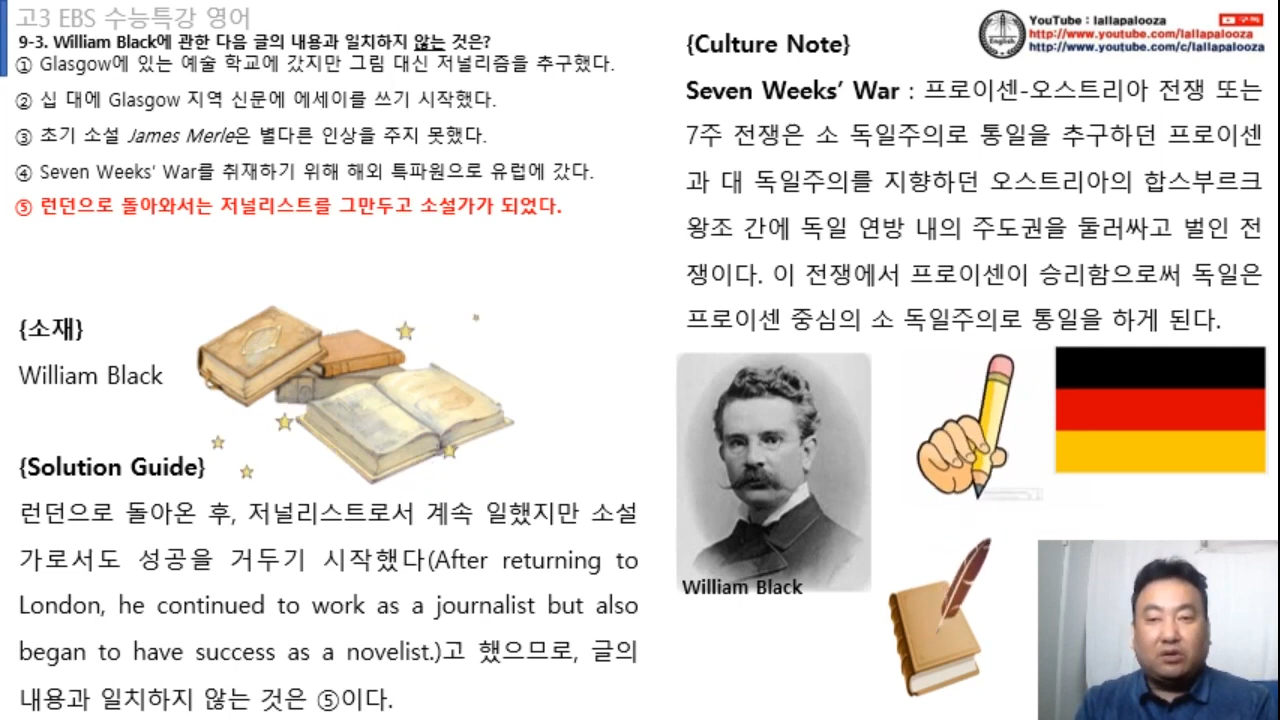 고3 EBS 수능특강 영어
9-3. William Black에 관한 다음 글의 내용과 일치하지 않는 것은?
① Glasgow에 있는 예술 학교에 갔지만 그림 대신 저널리즘을 추구했다.
② 십 대에 Glasgow 지역 신문에 에세이를 쓰기 시작했다.
③ 초기 소설 James Merle은 별다른 인상을 주지 못했다.
④ Seven Weeks' War를 취재하기 위해 해외 특파원으로 유럽에 갔다.
⑤ 런던으로 돌아와서는 저널리스트를 그만두고 소설가가 되었다.
{소재}
William Black
{Solution Guide}
런던으로 돌아온 후, 저널리스트로서 계속 일했지만 소설
가로서도 성공을 거두기 시작했다(After returning to
London, he continued to work as a journalist but also
began to have success as a novelist.)고 했으므로, 글의
내용과 일치하지 않는 것은 ⑤이다.
{Culture Note}
YouTube : lallapalooza
구독
http://www.youtube.com/lallapalooza
http://www.youtube.com/c/lallapalooza
English
Seven Weeks' War : 프로이센-오스트리아 전쟁 또는
7주 전쟁은 소 독일주의로 통일을 추구하던 프로이센
과 대 독일주의를 지향하던 오스트리아의 합스부르크
왕조 간에 독일 연방 내의 주도권을 둘러싸고 벌인 전
쟁이다. 이 전쟁에서 프로이센이 승리함으로써 독일은
프로이센 중심의 소 독일주의로 통일을 하게 된다.
William Black